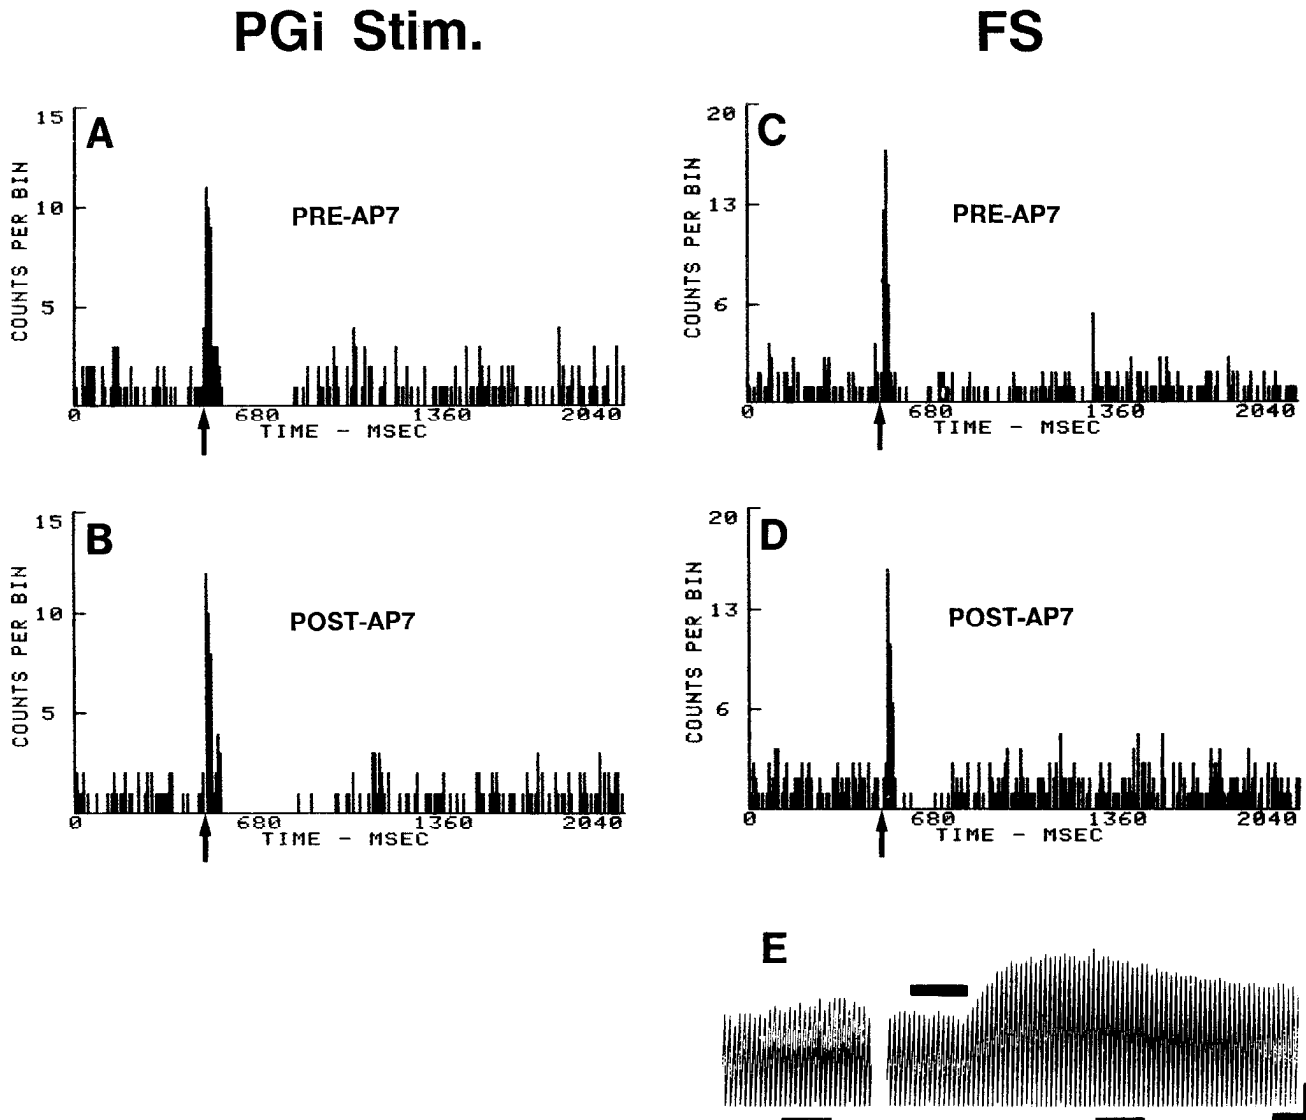 PGi Stim.
FS
A
PRE-AP7
COUNTS PER BIN
15
10
5
0 680 1360 2040
TIME - MSEC
C
PRE-AP7
COUNTS PER BIN
20
13
6
0 680 1360 2040
TIME - MSEC
B
POST-AP7
COUNTS PER BIN
15
10
5
0 680 1360 2040
TIME - MSEC
D
POST-AP7
COUNTS PER BIN
20
13
6
0 680 1360 2040
TIME - MSEC
E